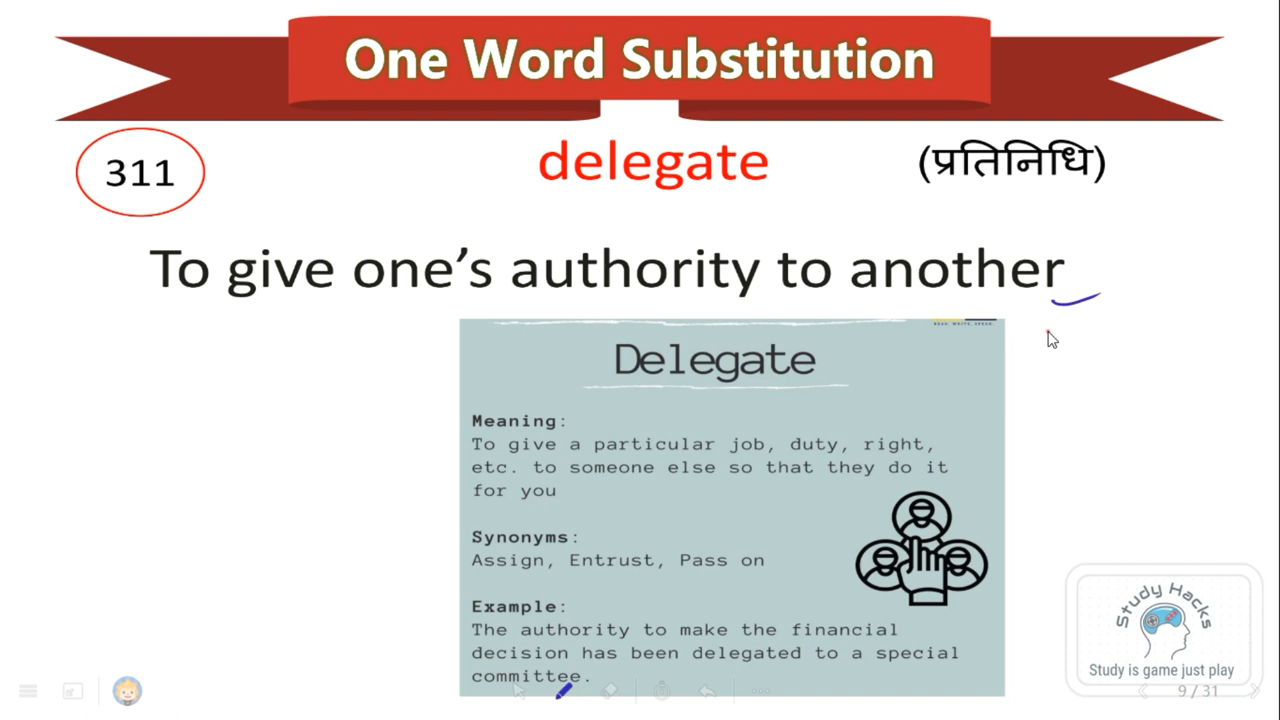 One Word Substitution
311
delegate
(प्रतिनिधि)
To give one’s authority to another
READ. WRITE. SPEAK.
Delegate
Meaning:
To give a particular job, duty, right,
etc. to someone else so that they do it
for you
Synonyms:
Assign, Entrust, Pass on
Example:
The authority to make the financial
decision has been delegated to a special
committee.
Study Hacks
Study is game just play
9 / 31